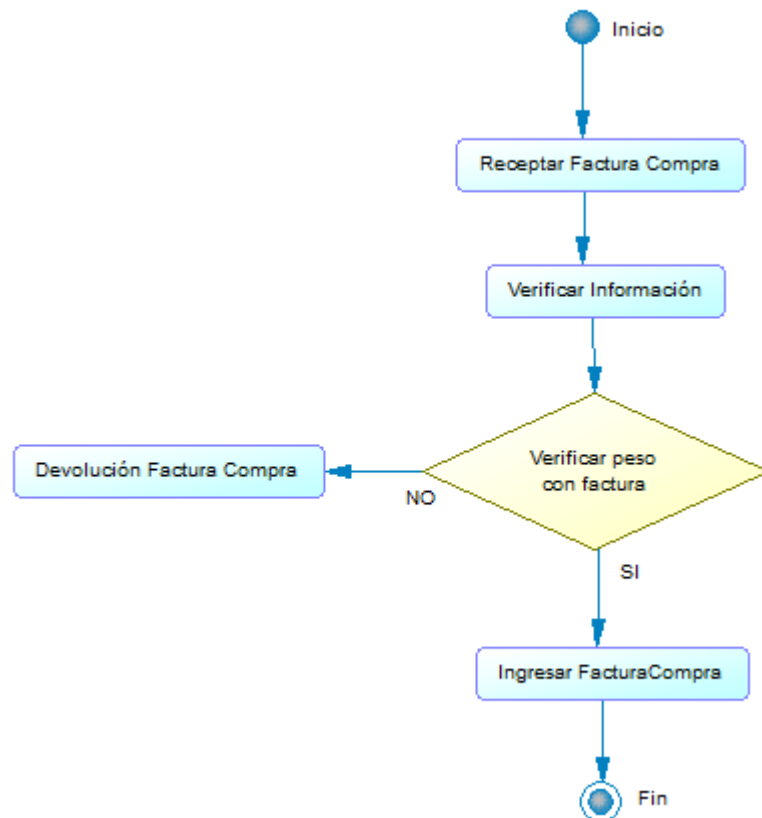 Inicio
Receptar Factura Compra
Verificar Información
Verificar peso
con factura
Devolución Factura Compra
NO
SI
Ingresar FacturaCompra
Fin